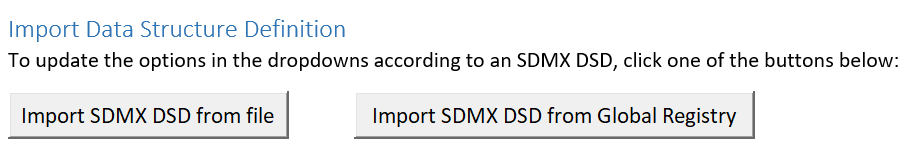 Import Data Structure Definition
To update the options in the dropdowns according to an SDMX DSD, click one of the buttons below:
Import SDMX DSD from file
Import SDMX DSD from Global Registry